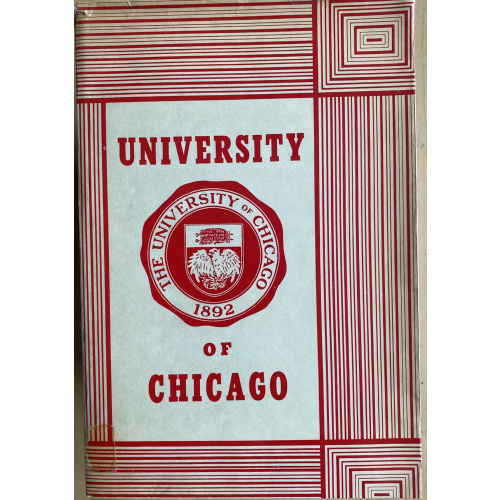 UNIVERSITY
THE UNIVERSITY OF CHICAGO
1892
OF
CHICAGO